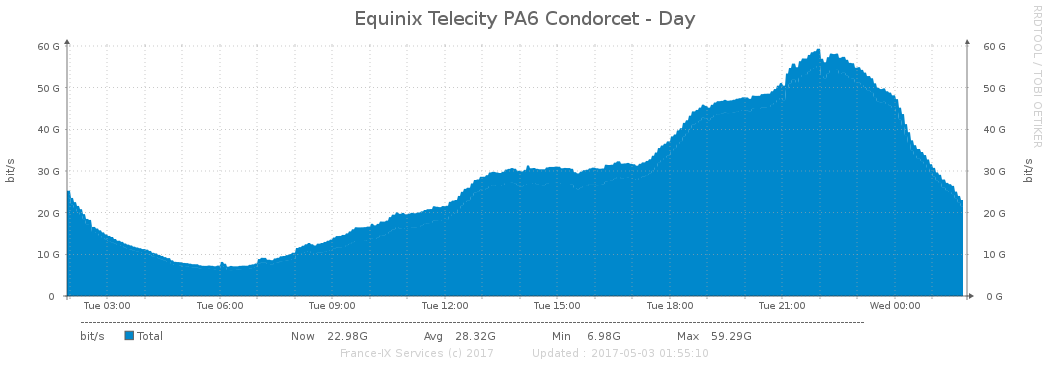 Equinix Telecity PA6 Condorcet - Day
RRDTOOL / TOBI OETIKER
bit/s
60 G 60 G
50 G 50 G
40 G 40 G
30 G 30 G
20 G 20 G
10 G 10 G
0 0 G
bit/s
Tue 03:00 Tue 06:00 Tue 09:00 Tue 12:00 Tue 15:00 Tue 18:00 Tue 21:00 Wed 00:00
bit/s Total Now 22.98G Avg 28.32G Min 6.98G Max 59.29G
France-IX Services (c) 2017 Updated : 2017-05-03 01:55:10